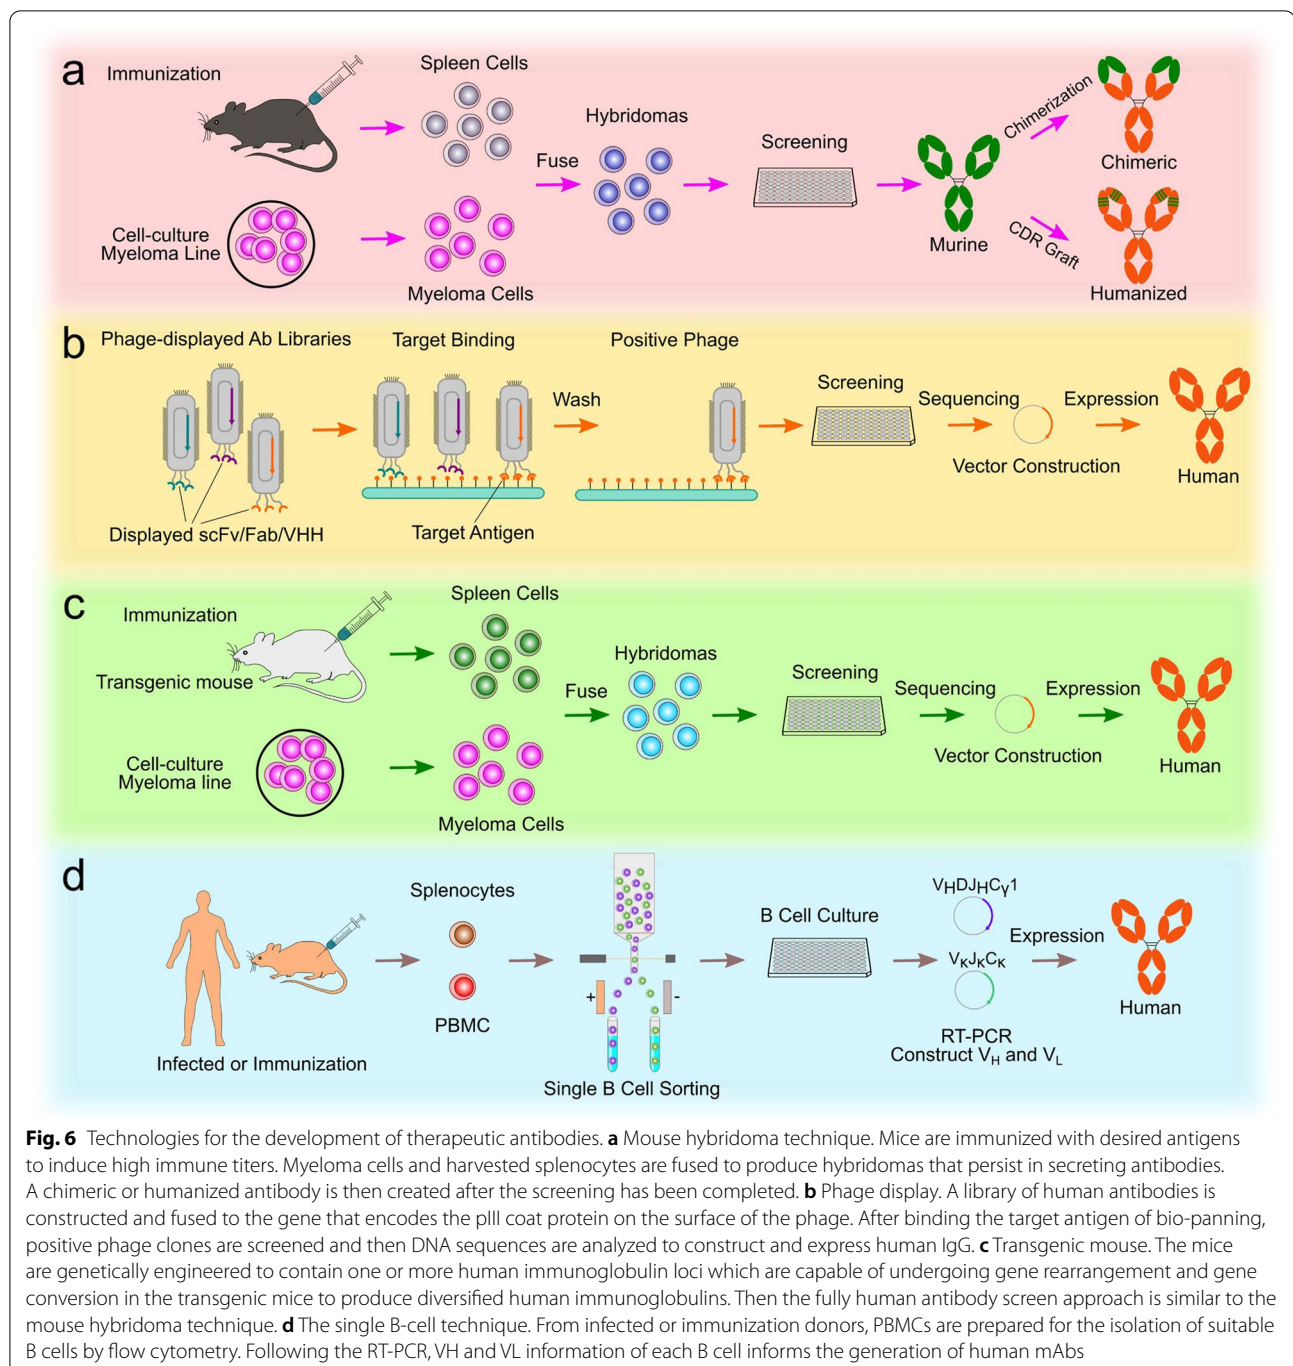 a
Immunization
Spleen Cells
Hybridomas
Fuse
Screening
Chimerization
Chimeric
Cell-culture
Myeloma Line
Myeloma Cells
Murine
CDR Graft
Humanized
b
Phage-displayed Ab Libraries
Target Binding
Positive Phage
Wash
Screening
Sequencing
Expression
Vector Construction
Human
Displayed scFv/Fab/VHH
Target Antigen
c
Immunization
Transgenic mouse
Spleen Cells
Hybridomas
Fuse
Screening
Sequencing
Expression
Vector Construction
Human
Cell-culture
Myeloma line
Myeloma Cells
d
Splenocytes
PBMC
Infected or Immunization
+
-
Single B Cell Sorting
B Cell Culture
VHDJHCγ1
VκJκCκ
RT-PCR
Construct VH and VL
Expression
Human
Fig. 6 Technologies for the development of therapeutic antibodies. a Mouse hybridoma technique. Mice are immunized with desired antigens
to induce high immune titers. Myeloma cells and harvested splenocytes are fused to produce hybridomas that persist in secreting antibodies.
A chimeric or humanized antibody is then created after the screening has been completed. b Phage display. A library of human antibodies is
constructed and fused to the gene that encodes the pIII coat protein on the surface of the phage. After binding the target antigen of bio-panning,
positive phage clones are screened and then DNA sequences are analyzed to construct and express human IgG. c Transgenic mouse. The mice
are genetically engineered to contain one or more human immunoglobulin loci which are capable of undergoing gene rearrangement and gene
conversion in the transgenic mice to produce diversified human immunoglobulins. Then the fully human antibody screen approach is similar to the
mouse hybridoma technique. d The single B-cell technique. From infected or immunization donors, PBMCs are prepared for the isolation of suitable
B cells by flow cytometry. Following the RT-PCR, VH and VL information of each B cell informs the generation of human mAbs